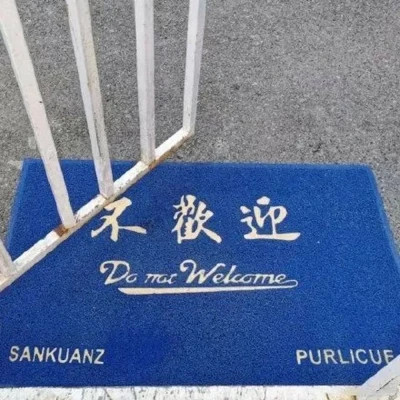 不歡迎
Do not Welcome
SANKUANZ
PURLICUE